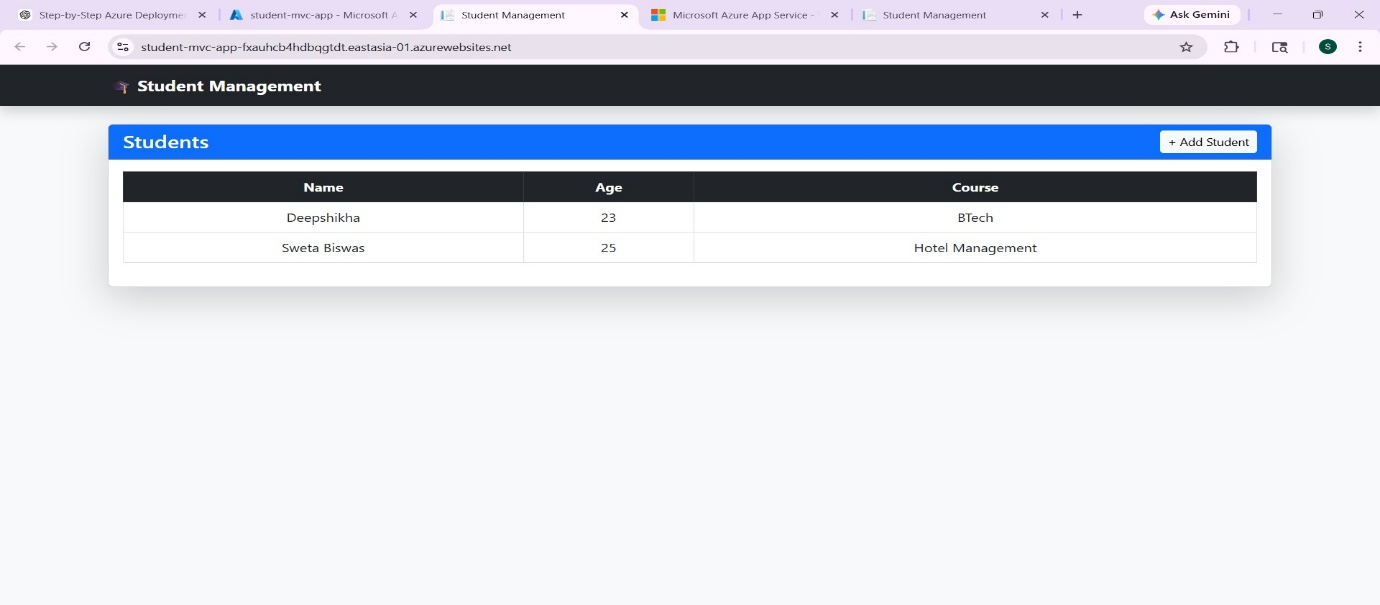 Step-by-Step Azure Deployme
student-mvc-app - Microsoft A
Student Management
Microsoft Azure App Service -
Student Management
Ask Gemini
student-mvc-app-fxauhcb4hdbqgtdt.eastasia-01.azurewebsites.net
S
Student Management
Students
+ Add Student
Name Age Course
Deepshikha 23 BTech
Sweta Biswas 25 Hotel Management